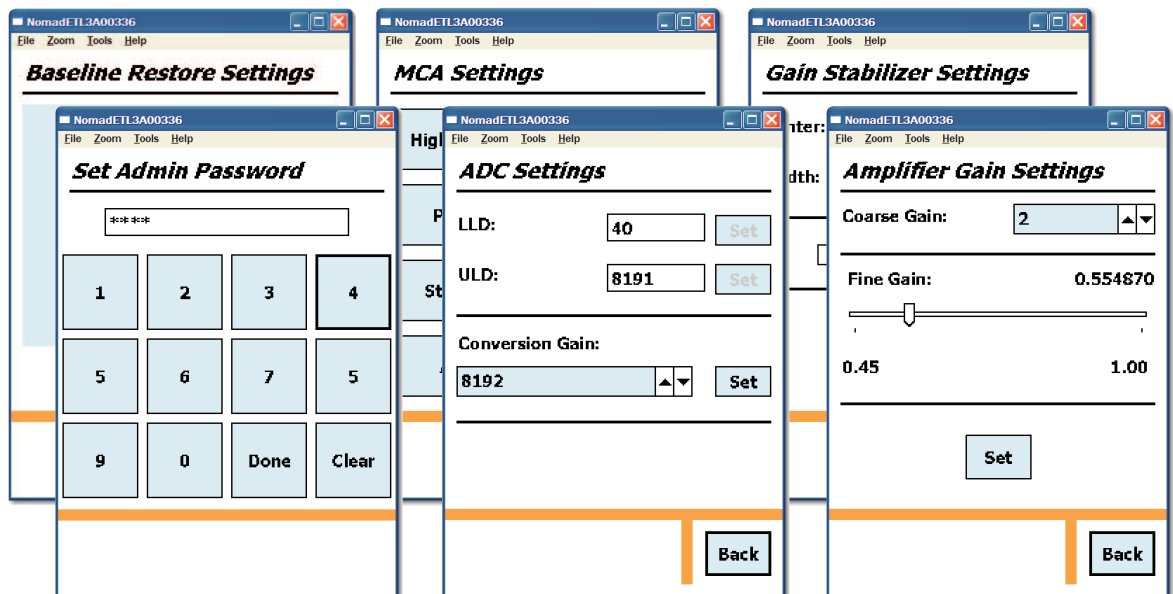 NomadETL3A00336
File Zoom Tools Help
Baseline Restore Settings
NomadETL3A00336
File Zoom Tools Help
MCA Settings
NomadETL3A00336
File Zoom Tools Help
Gain Stabilizer Settings
NomadETL3A00336
File Zoom Tools Help
Set Admin Password
****
1 2 3 4
5 6 7 5
9 0 Done Clear
NomadETL3A00336
File Zoom Tools Help
ADC Settings
LLD: 40 Set
ULD: 8191 Set
Conversion Gain:
8192 Set
Back
NomadETL3A00336
File Zoom Tools Help
Amplifier Gain Settings
Coarse Gain: 2
Fine Gain: 0.554870
0.45 1.00
Set
Back